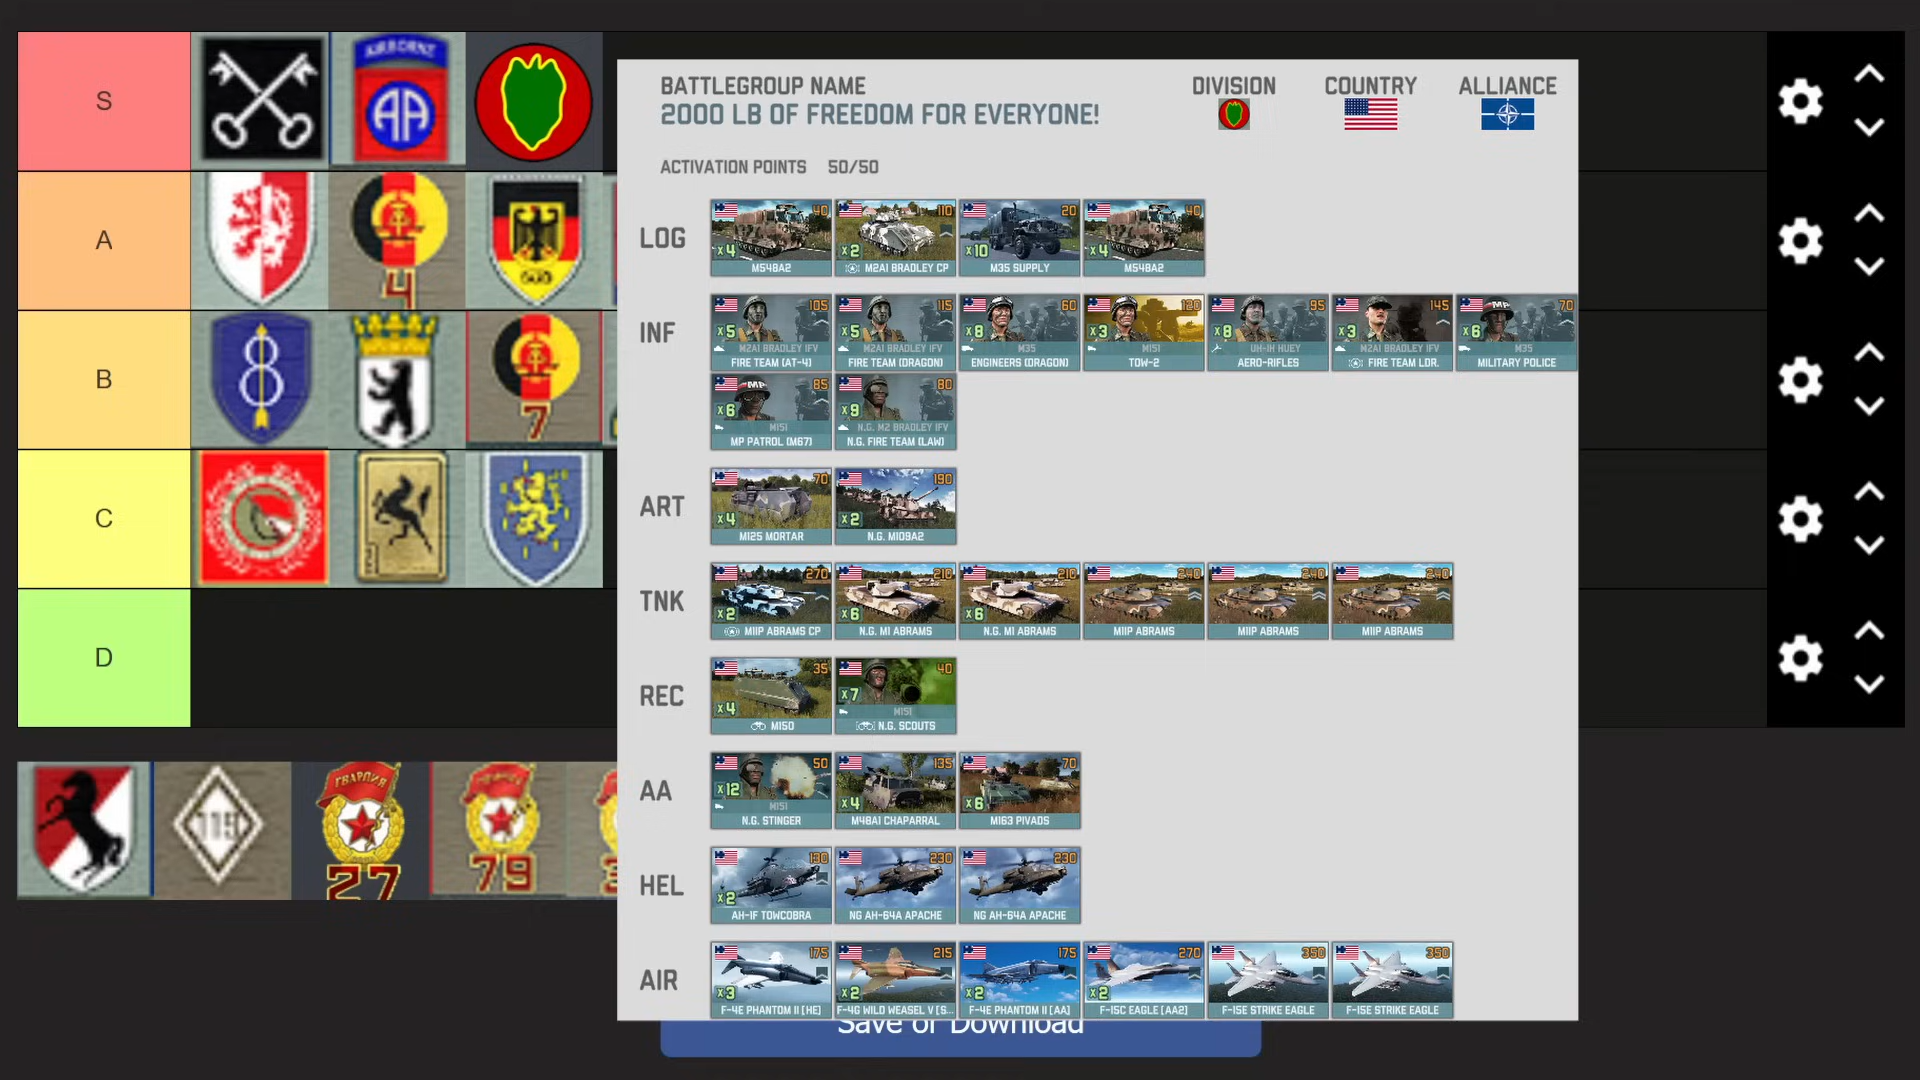 S
A
B
C
D
AIRBORNE
AA
4
SÜD
8
7
119
ГВАРДИЯ
27
79
BATTLEGROUP NAME
2000 LB OF FREEDOM FOR EVERYONE!
DIVISION COUNTRY ALLIANCE
ACTIVATION POINTS 50/50
LOG
40 110 20 40
x4 x2 x10 x4
M548A2 M2A1 BRADLEY CP M35 SUPPLY M548A2
INF
105 115 60 120 95 145 70
x5 x5 x8 x3 x8 x3 x6
M2A1 BRADLEY IFV M2A1 BRADLEY IFV M35 M151 UH-1H HUEY M2A1 BRADLEY IFV M35
FIRE TEAM (AT-4) FIRE TEAM (DRAGON) ENGINEERS (DRAGON) TOW-2 AERO-RIFLES FIRE TEAM LDR. MILITARY POLICE
85 80
x6 x9
M151 N.G. M2 BRADLEY IFV
MP PATROL (M67) N.G. FIRE TEAM (LAW)
ART
70 190
x4 x2
M125 MORTAR N.G. M109A2
TNK
270 210 210 240 240 240
x2 x6 x6
M1IP ABRAMS CP N.G. M1 ABRAMS N.G. M1 ABRAMS M1IP ABRAMS M1IP ABRAMS M1IP ABRAMS
REC
35 40
x4 x7
M151
M150 N.G. SCOUTS
AA
50 135 70
x12 x4 x6
M151
N.G. STINGER M48A1 CHAPARRAL M163 PIVADS
HEL
130 230 230
x2
AH-1F TOWCOBRA NG AH-64A APACHE NG AH-64A APACHE
AIR
175 215 175 270 350 350
x3 x2 x2 x2
F-4E PHANTOM II [HE] F-4G WILD WEASEL V [S... F-4E PHANTOM II [AA] F-15C EAGLE [AA2] F-15E STRIKE EAGLE F-15E STRIKE EAGLE
Save or Download